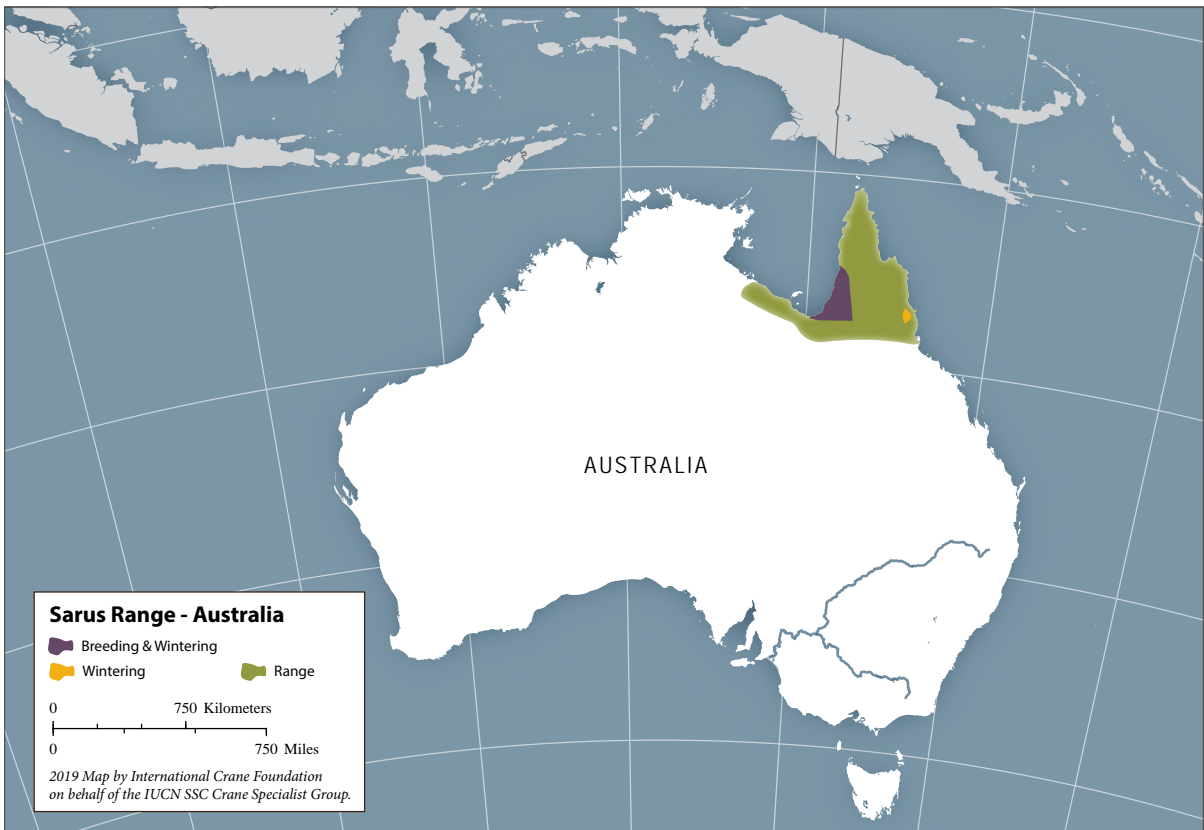 AUSTRALIA
Sarus Range - Australia
Breeding & Wintering
Wintering
Range
0 750 Kilometers
0 750 Miles
2019 Map by International Crane Foundation
on behalf of the IUCN SSC Crane Specialist Group.